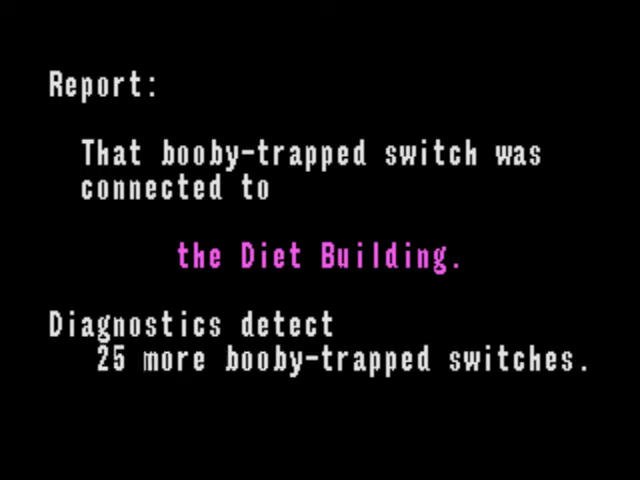 Report:
That booby-trapped switch was
connected to
the Diet Building.
Diagnostics detect
25 more booby-trapped switches.